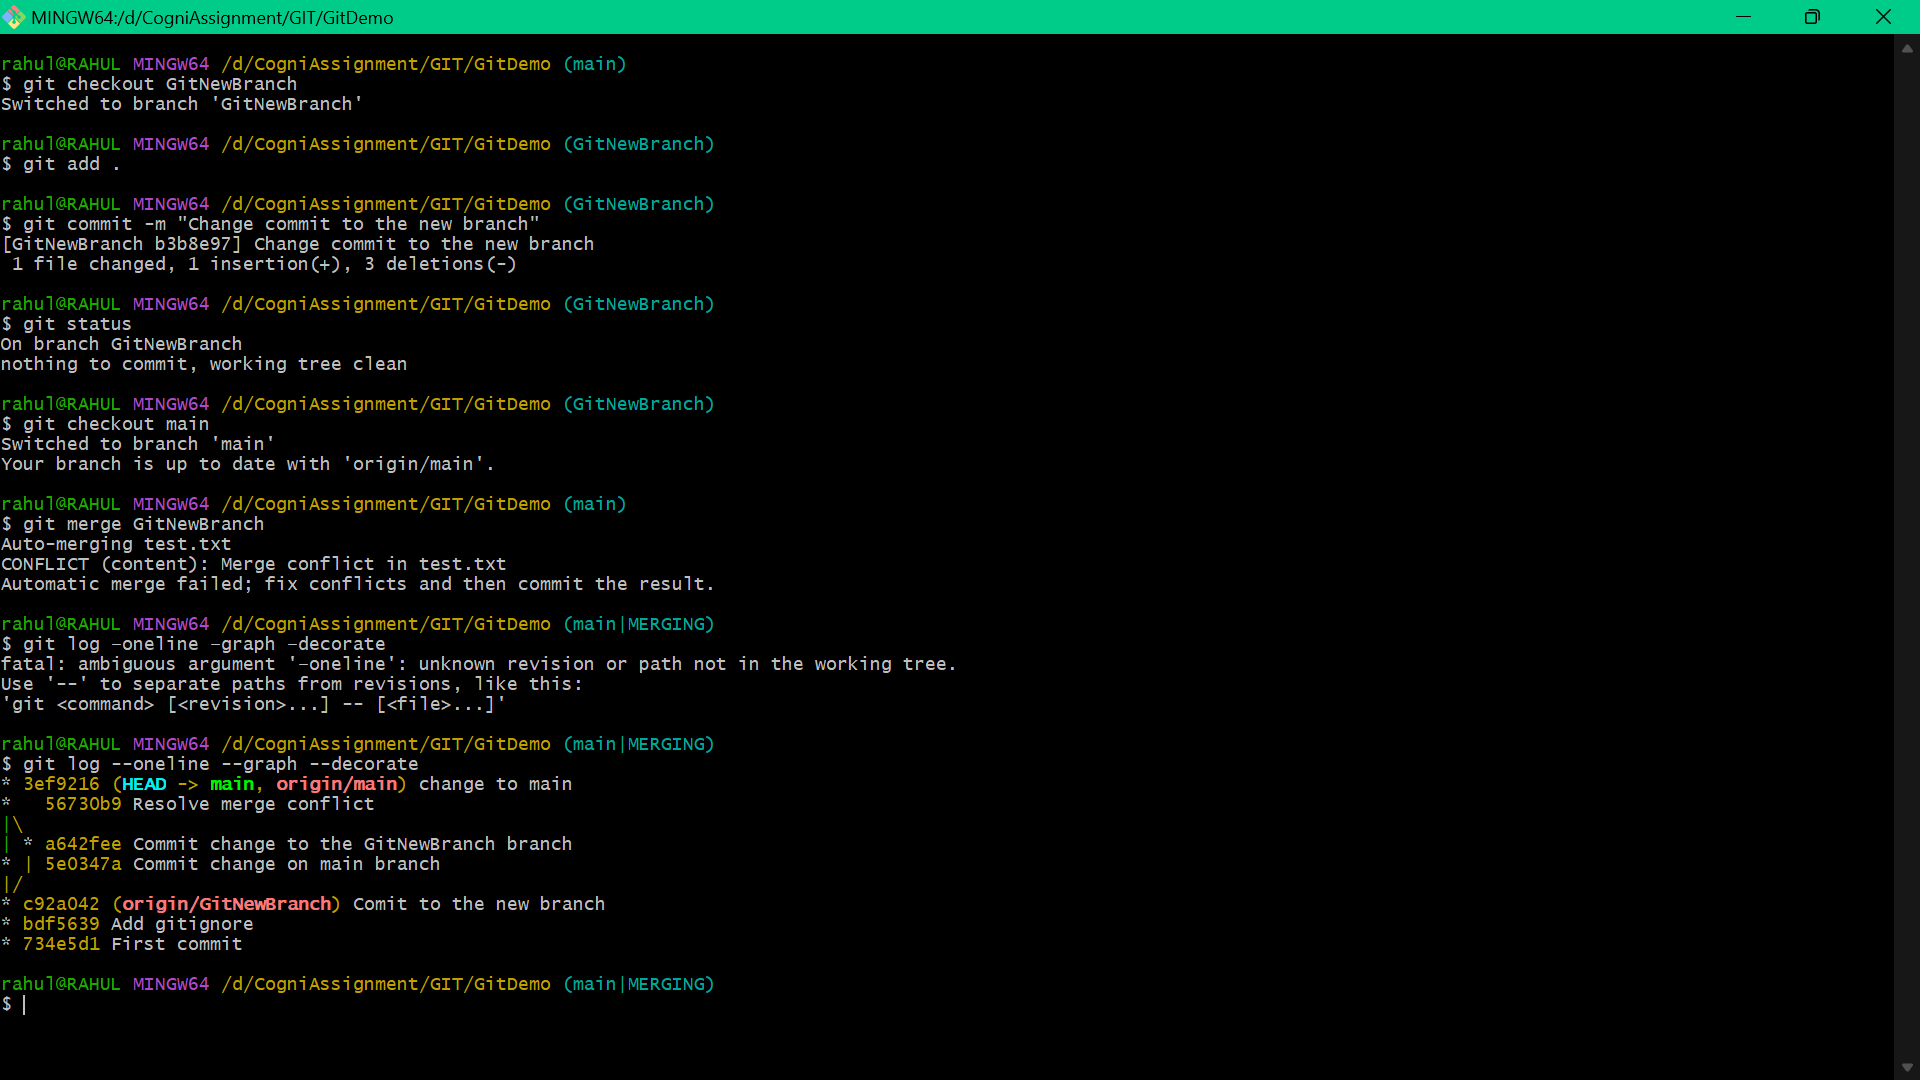 MINGW64:/d/CogniAssignment/GIT/GitDemo
rahul@RAHUL MINGW64 /d/CogniAssignment/GIT/GitDemo (main)
$ git checkout GitNewBranch
Switched to branch 'GitNewBranch'
rahul@RAHUL MINGW64 /d/CogniAssignment/GIT/GitDemo (GitNewBranch)
$ git add .
rahul@RAHUL MINGW64 /d/CogniAssignment/GIT/GitDemo (GitNewBranch)
$ git commit -m "Change commit to the new branch"
[GitNewBranch b3b8e97] Change commit to the new branch
 1 file changed, 1 insertion(+), 3 deletions(-)
rahul@RAHUL MINGW64 /d/CogniAssignment/GIT/GitDemo (GitNewBranch)
$ git status
On branch GitNewBranch
nothing to commit, working tree clean
rahul@RAHUL MINGW64 /d/CogniAssignment/GIT/GitDemo (GitNewBranch)
$ git checkout main
Switched to branch 'main'
Your branch is up to date with 'origin/main'.
rahul@RAHUL MINGW64 /d/CogniAssignment/GIT/GitDemo (main)
$ git merge GitNewBranch
Auto-merging test.txt
CONFLICT (content): Merge conflict in test.txt
Automatic merge failed; fix conflicts and then commit the result.
rahul@RAHUL MINGW64 /d/CogniAssignment/GIT/GitDemo (main|MERGING)
$ git log –oneline –graph –decorate
fatal: ambiguous argument '–oneline': unknown revision or path not in the working tree.
Use '--' to separate paths from revisions, like this:
'git <command> [<revision>...] -- [<file>...]'
rahul@RAHUL MINGW64 /d/CogniAssignment/GIT/GitDemo (main|MERGING)
$ git log --oneline --graph --decorate
* 3ef9216 (HEAD -> main, origin/main) change to main
*   56730b9 Resolve merge conflict
|\
| * a642fee Commit change to the GitNewBranch branch
* | 5e0347a Commit change on main branch
|/
* c92a042 (origin/GitNewBranch) Comit to the new branch
* bdf5639 Add gitignore
* 734e5d1 First commit
rahul@RAHUL MINGW64 /d/CogniAssignment/GIT/GitDemo (main|MERGING)
$